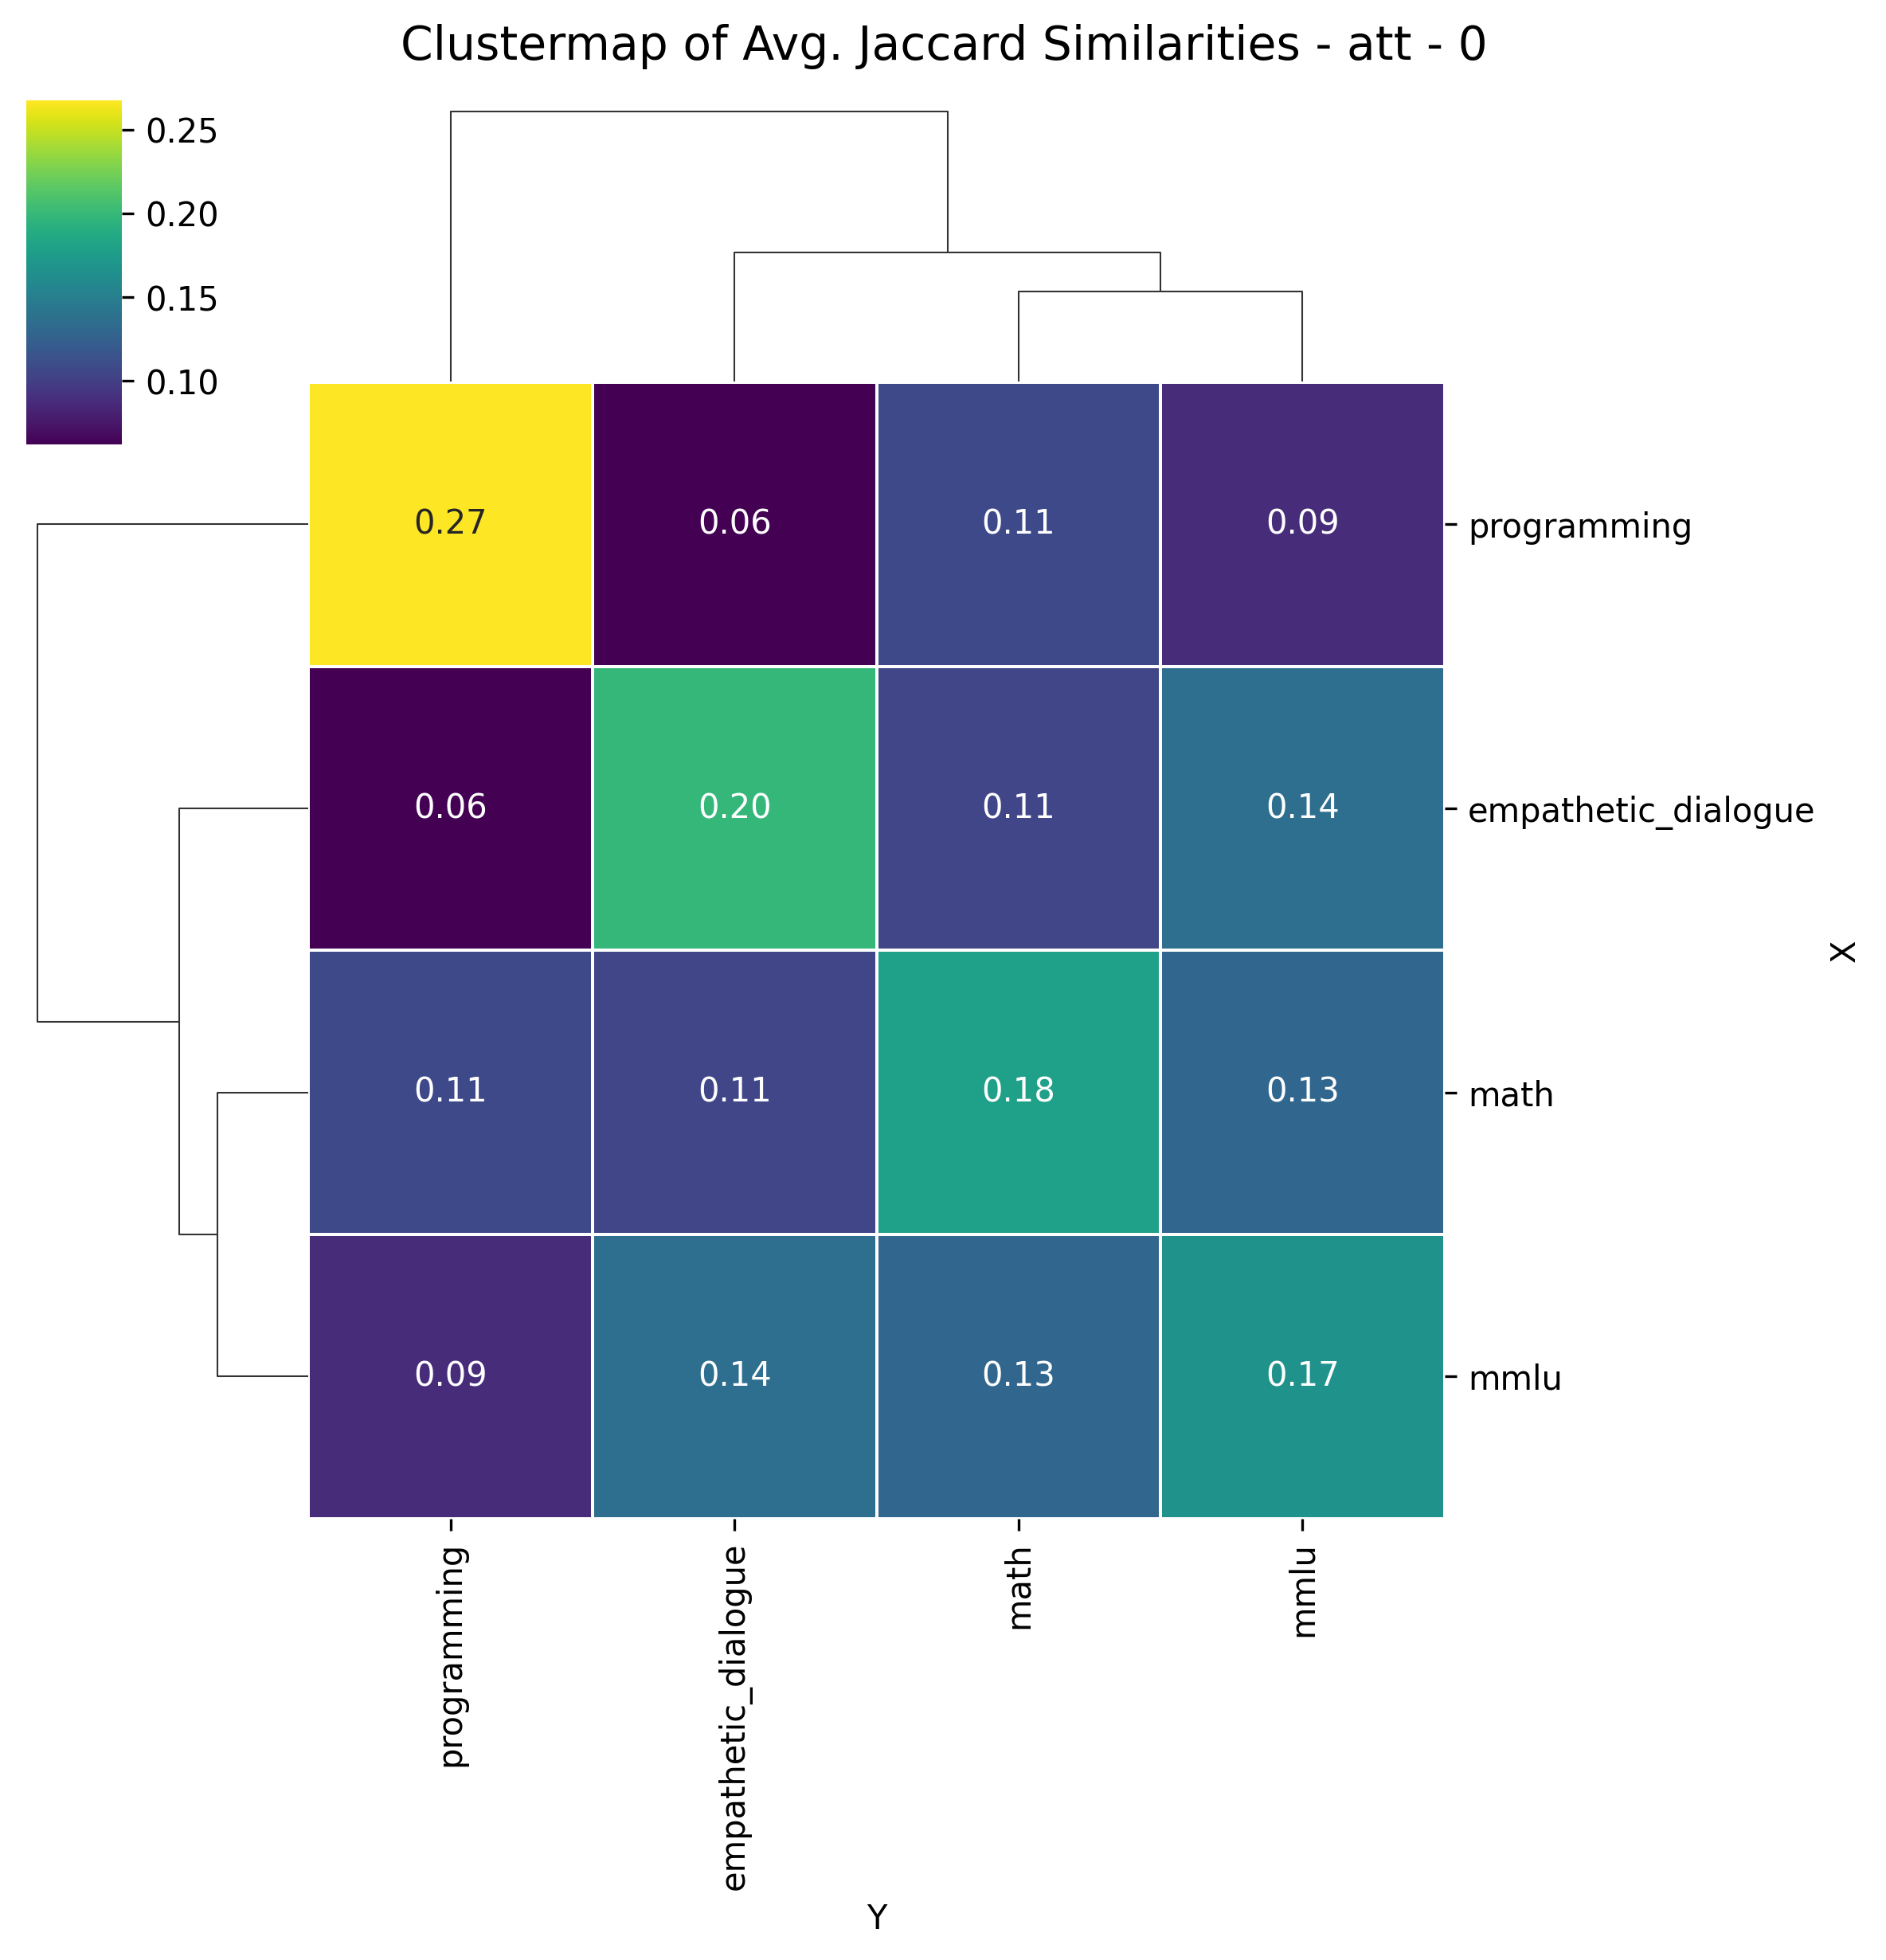 Clustermap of Avg. Jaccard Similarities - att - 0
0.25
0.20
0.15
0.10
0.27 0.06 0.11 0.09 programming
0.06 0.20 0.11 0.14 empathetic_dialogue
X
0.11 0.11 0.18 0.13 math
0.09 0.14 0.13 0.17 mmlu
programming
empathetic_dialogue
math
mmlu
Y